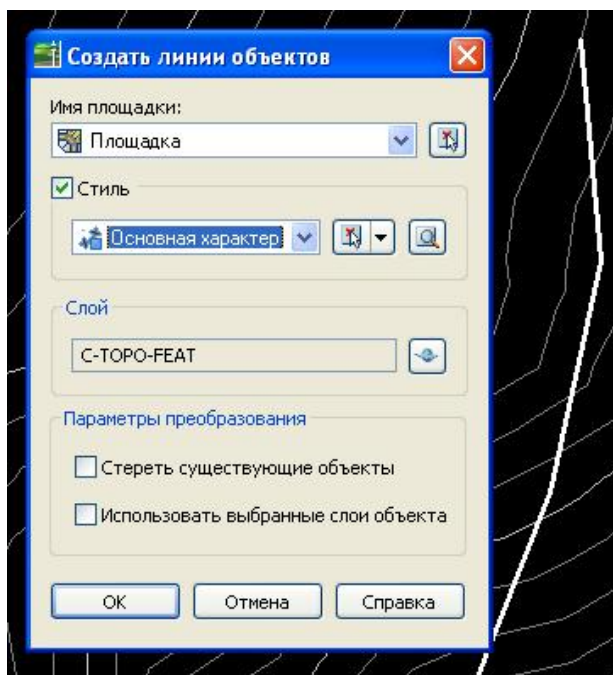 Создать линии объектов
Имя площадки:
Площадка
Стиль
Основная характер
Слой
C-TOPO-FEAT
Параметры преобразования
Стереть существующие объекты
Использовать выбранные слои объекта
ОК
Отмена
Справка